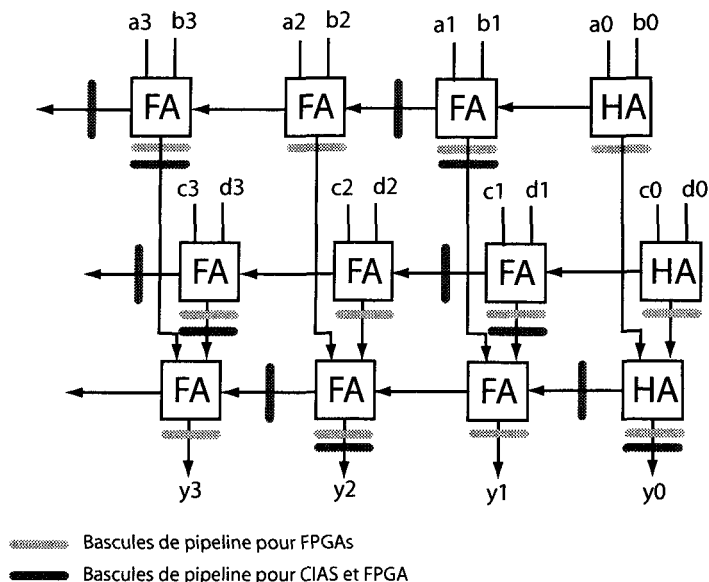 a3 b3 a2 b2 a1 b1 a0 b0
FA FA FA HA
c3 d3 c2 d2 c1 d1 c0 d0
FA FA FA HA
FA FA FA HA
y3 y2 y1 y0
Bascules de pipeline pour FPGAs
Bascules de pipeline pour CIAS et FPGA